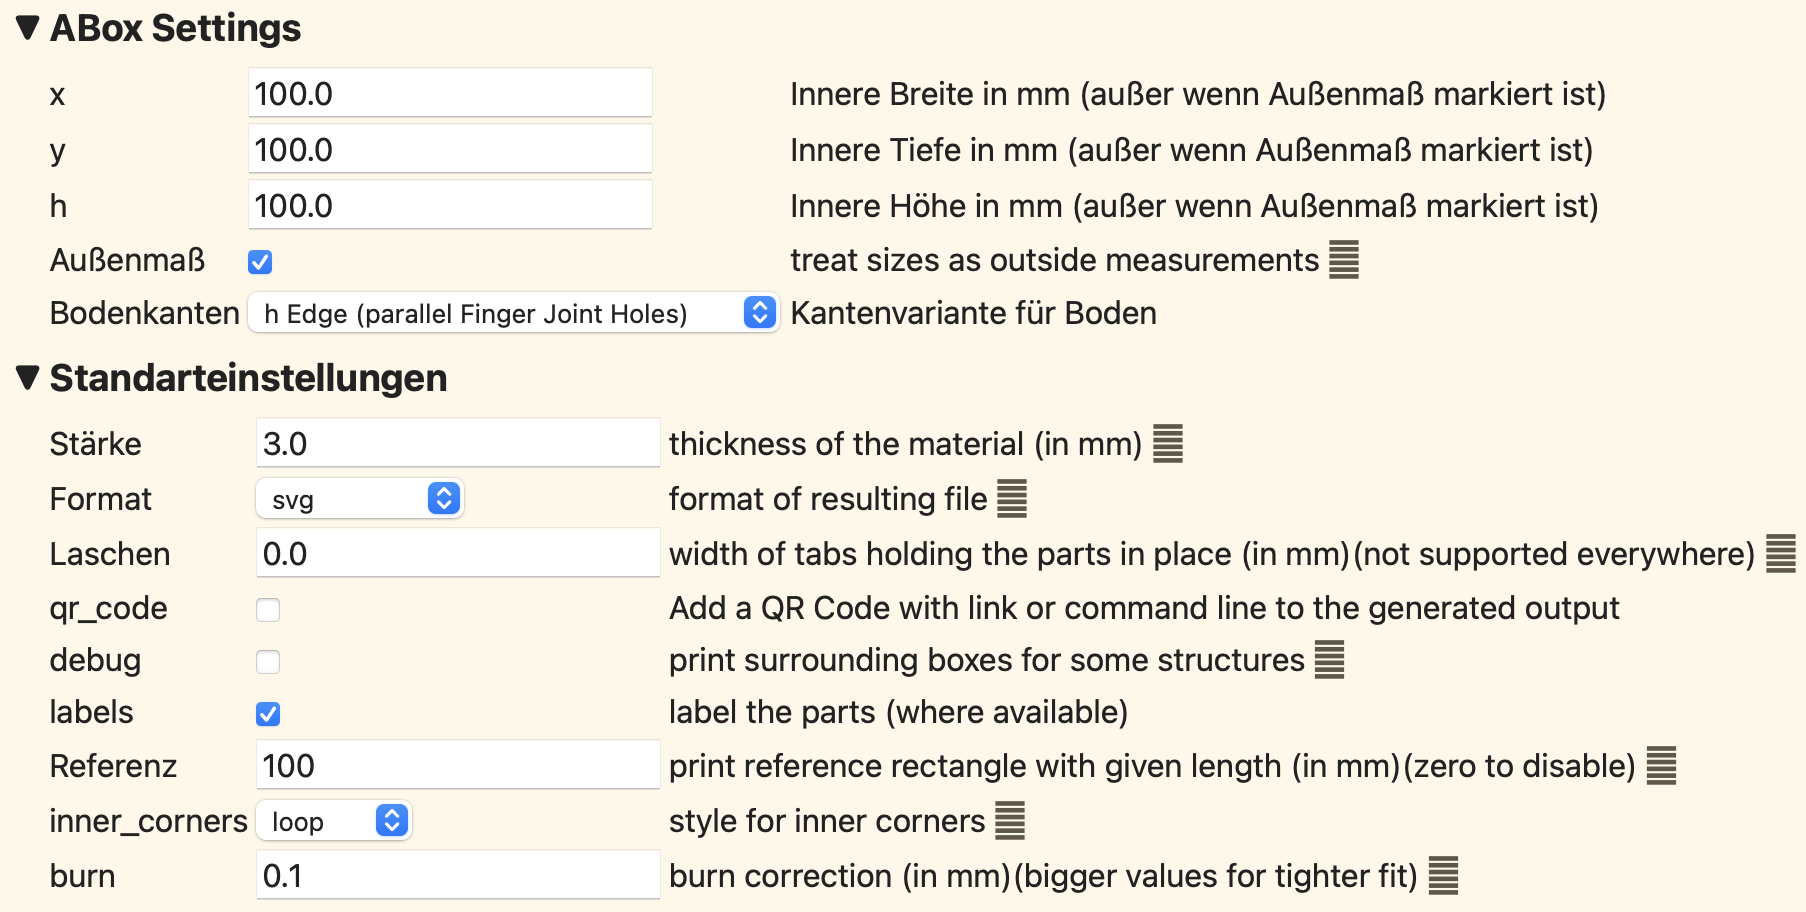 ▼ ABox Settings
x 100.0 Innere Breite in mm (außer wenn Außenmaß markiert ist)
y 100.0 Innere Tiefe in mm (außer wenn Außenmaß markiert ist)
h 100.0 Innere Höhe in mm (außer wenn Außenmaß markiert ist)
Außenmaß treat sizes as outside measurements
Bodenkanten h Edge (parallel Finger Joint Holes) Kantenvariante für Boden
▼ Standarteinstellungen
Stärke 3.0 thickness of the material (in mm)
Format svg format of resulting file
Laschen 0.0 width of tabs holding the parts in place (in mm)(not supported everywhere)
qr_code Add a QR Code with link or command line to the generated output
debug print surrounding boxes for some structures
labels label the parts (where available)
Referenz 100 print reference rectangle with given length (in mm)(zero to disable)
inner_corners loop style for inner corners
burn 0.1 burn correction (in mm)(bigger values for tighter fit)